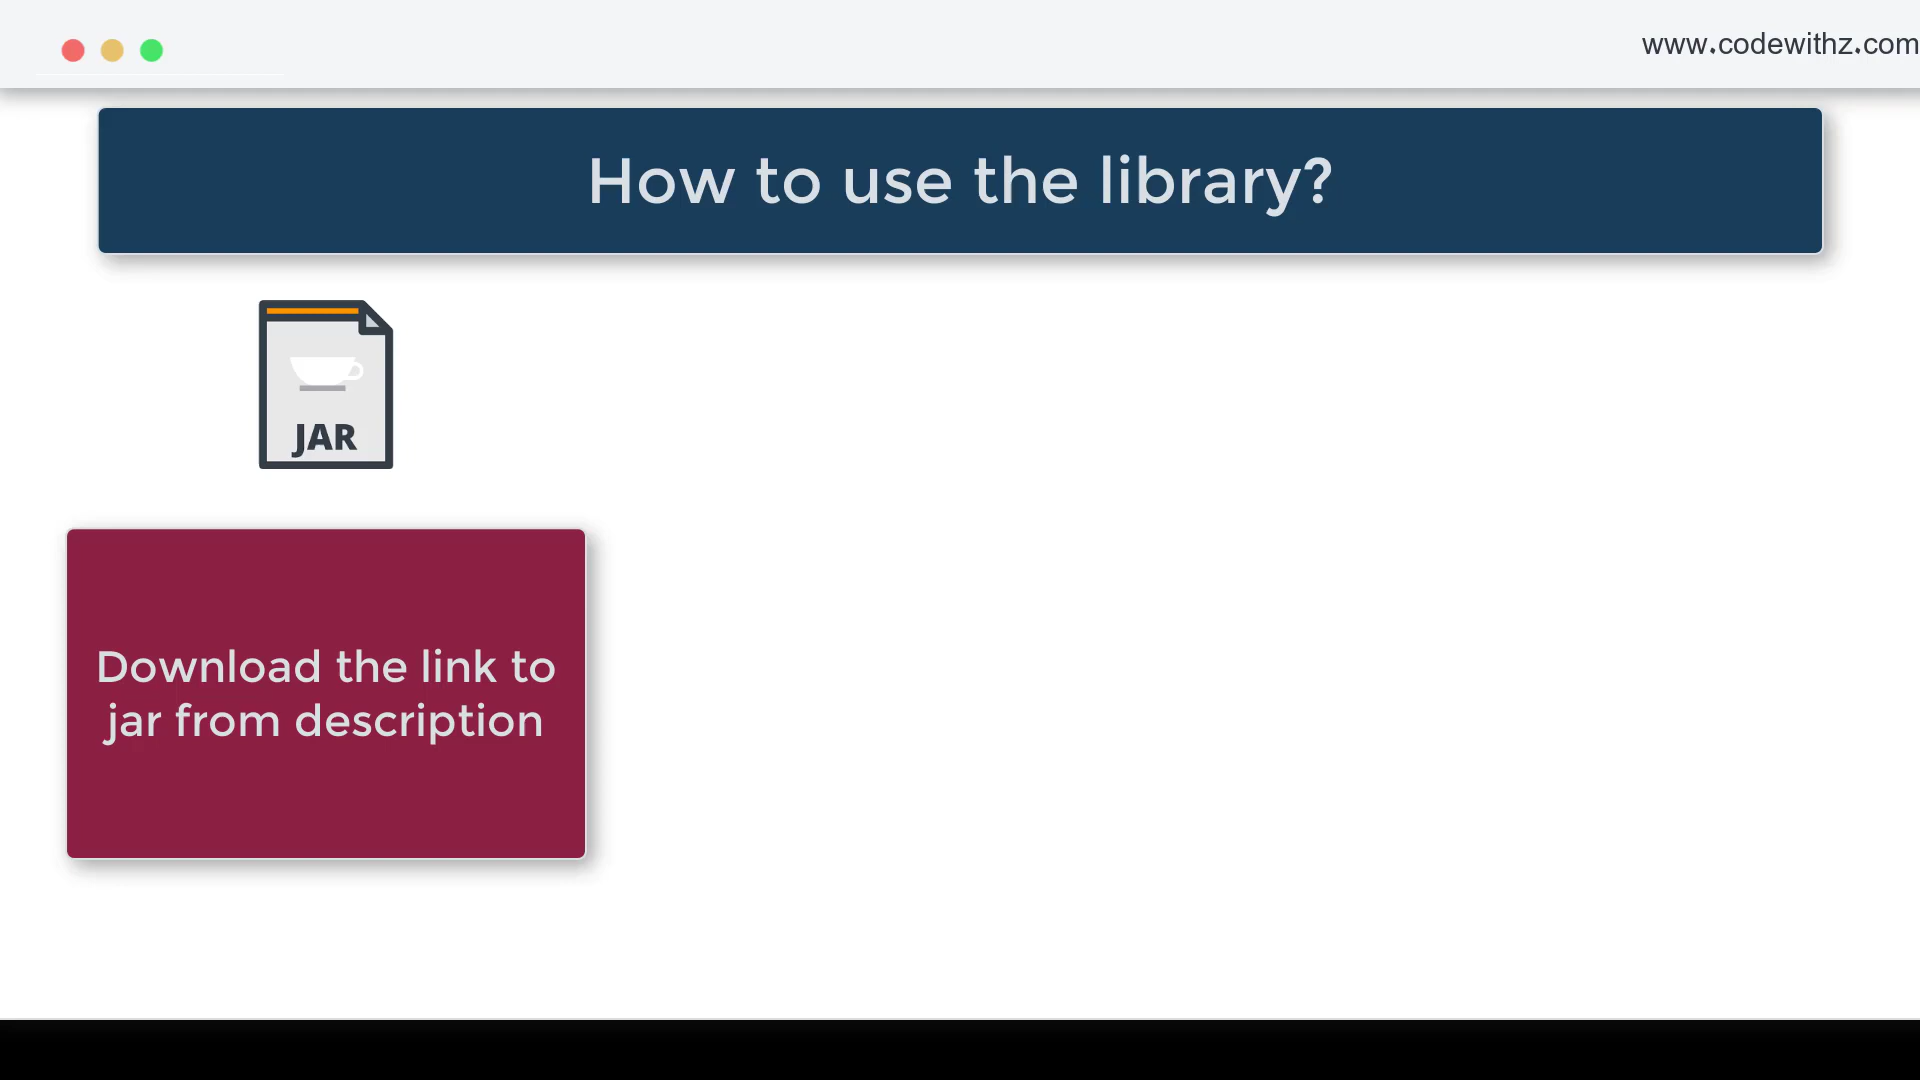 www.codewithz.com
How to use the library?
JAR
Download the link to
jar from description